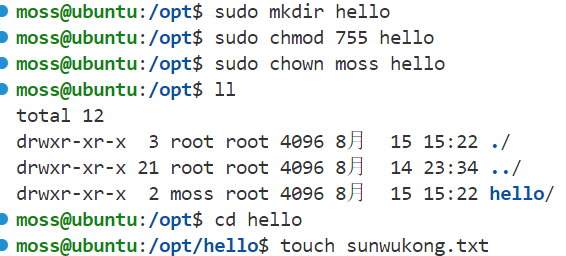 moss@ubuntu:/opt$ sudo mkdir hello
moss@ubuntu:/opt$ sudo chmod 755 hello
moss@ubuntu:/opt$ sudo chown moss hello
moss@ubuntu:/opt$ ll
total 12
drwxr-xr-x  3 root root 4096 8月  15 15:22 ./
drwxr-xr-x 21 root root 4096 8月  14 23:34 ../
drwxr-xr-x  2 moss root 4096 8月  15 15:22 hello/
moss@ubuntu:/opt$ cd hello
moss@ubuntu:/opt/hello$ touch sunwukong.txt